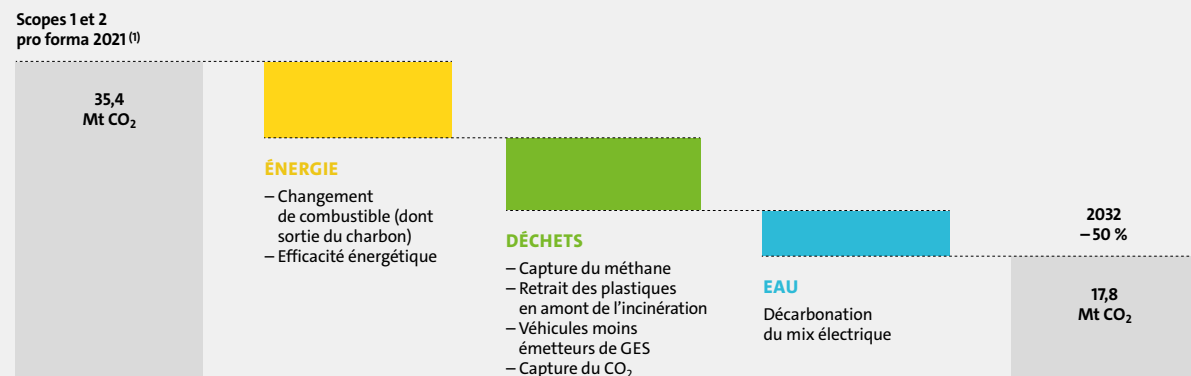 Scopes 1 et 2
pro forma 2021 (1)
35,4
Mt CO₂
ÉNERGIE
– Changement
de combustible (dont
sortie du charbon)
– Efficacité énergétique
DÉCHETS
– Capture du méthane
– Retrait des plastiques
en amont de l’incinération
– Véhicules moins
émetteurs de GES
– Capture du CO₂
EAU
Décarbonation
du mix électrique
2032
– 50 %
17,8
Mt CO₂